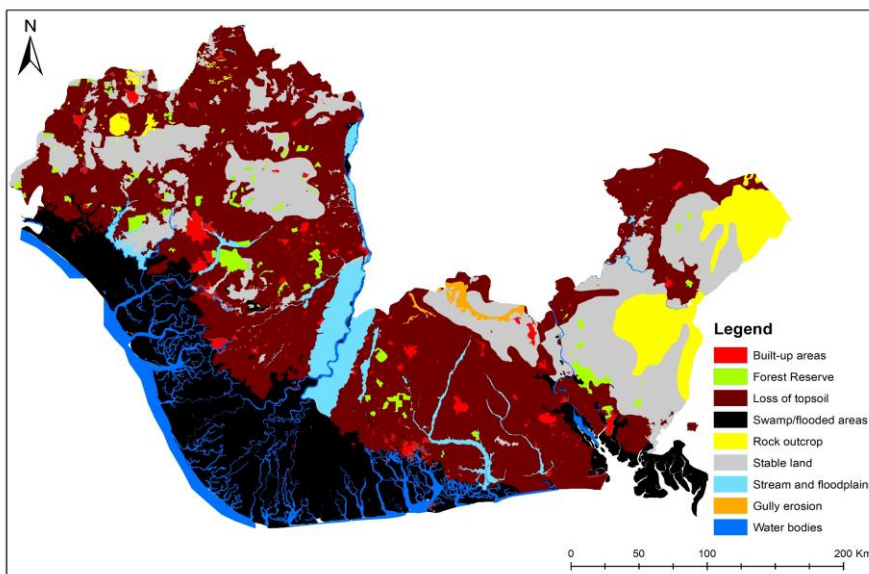 N
Legend
Built-up areas
Forest Reserve
Loss of topsoil
Swamp/flooded areas
Rock outcrop
Stable land
Stream and floodplain
Gully erosion
Water bodies
0 50 100 200 Km